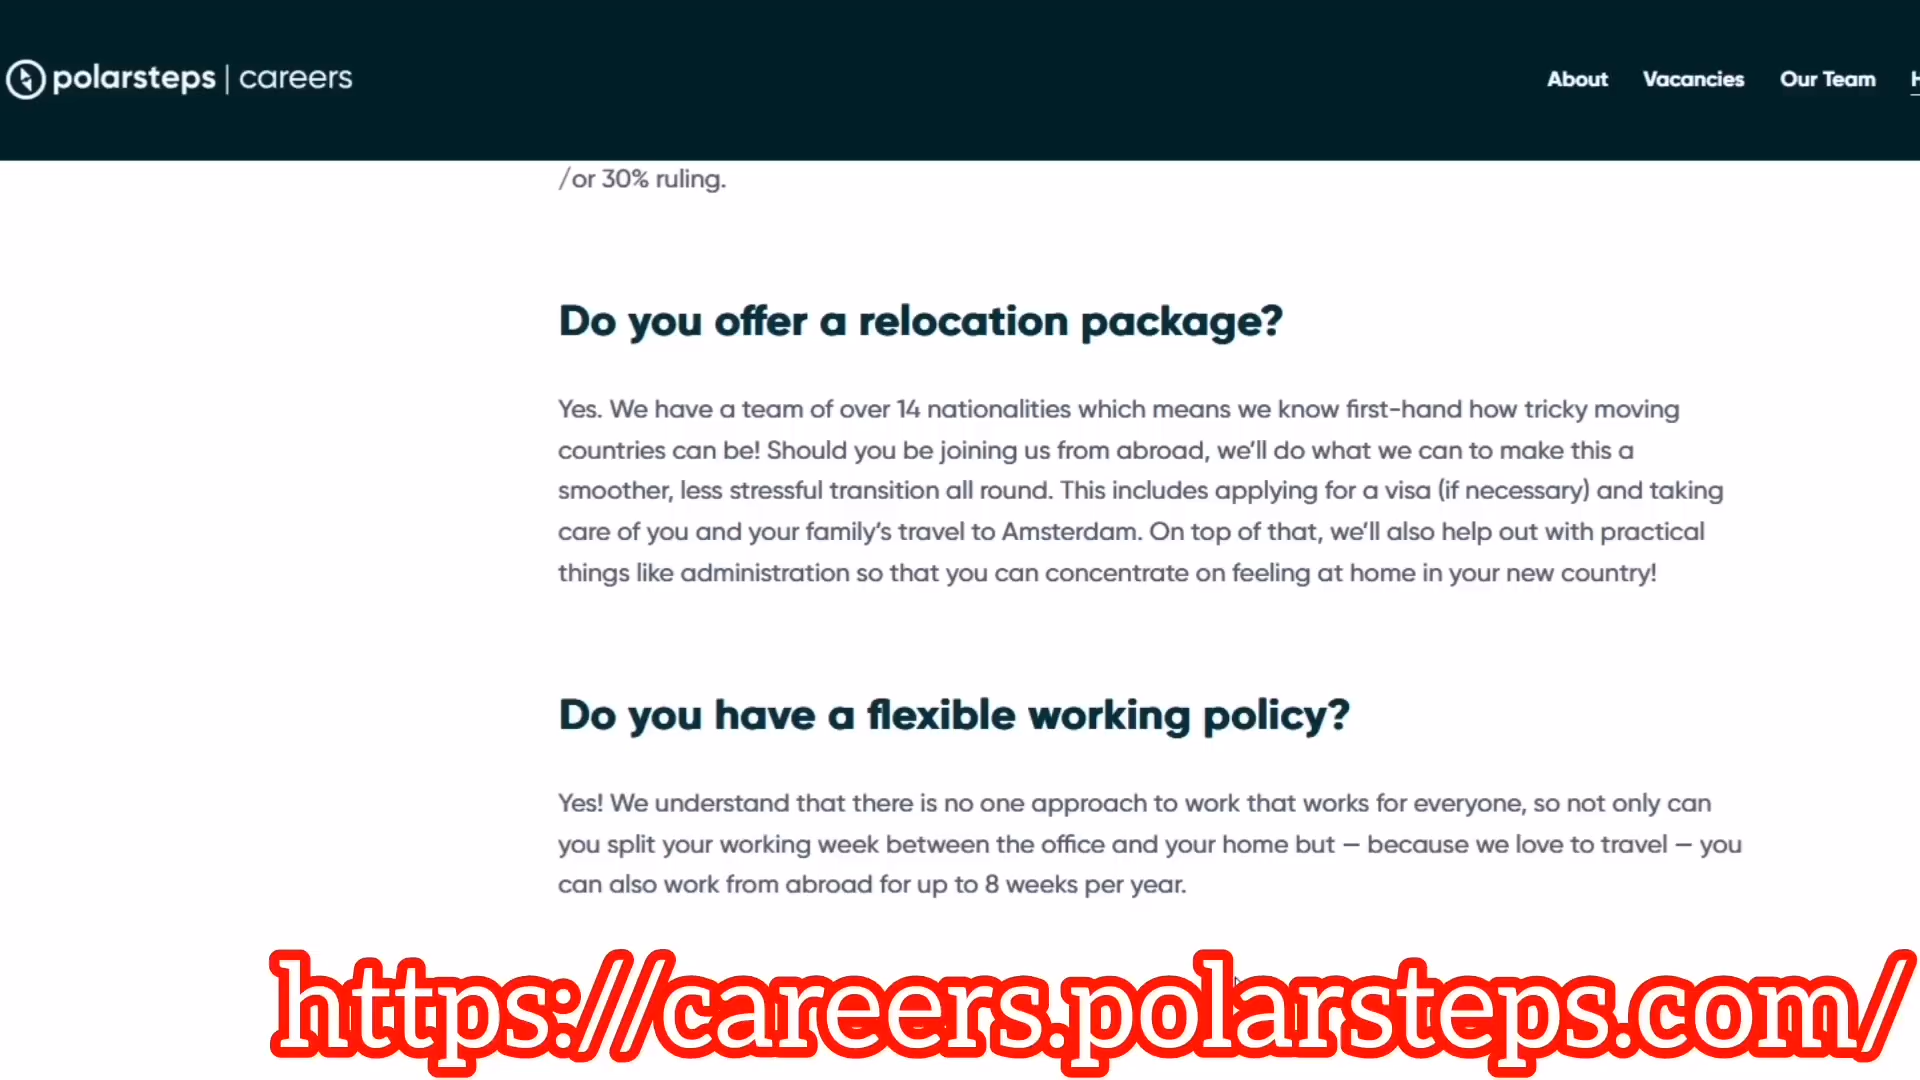 polarsteps | careers
About Vacancies Our Team
/or 30% ruling.
Do you offer a relocation package?
Yes. We have a team of over 14 nationalities which means we know first-hand how tricky moving
countries can be! Should you be joining us from abroad, we’ll do what we can to make this a
smoother, less stressful transition all round. This includes applying for a visa (if necessary) and taking
care of you and your family’s travel to Amsterdam. On top of that, we’ll also help out with practical
things like administration so that you can concentrate on feeling at home in your new country!
Do you have a flexible working policy?
Yes! We understand that there is no one approach to work that works for everyone, so not only can
you split your working week between the office and your home but — because we love to travel — you
can also work from abroad for up to 8 weeks per year.
https://careers.polarsteps.com/